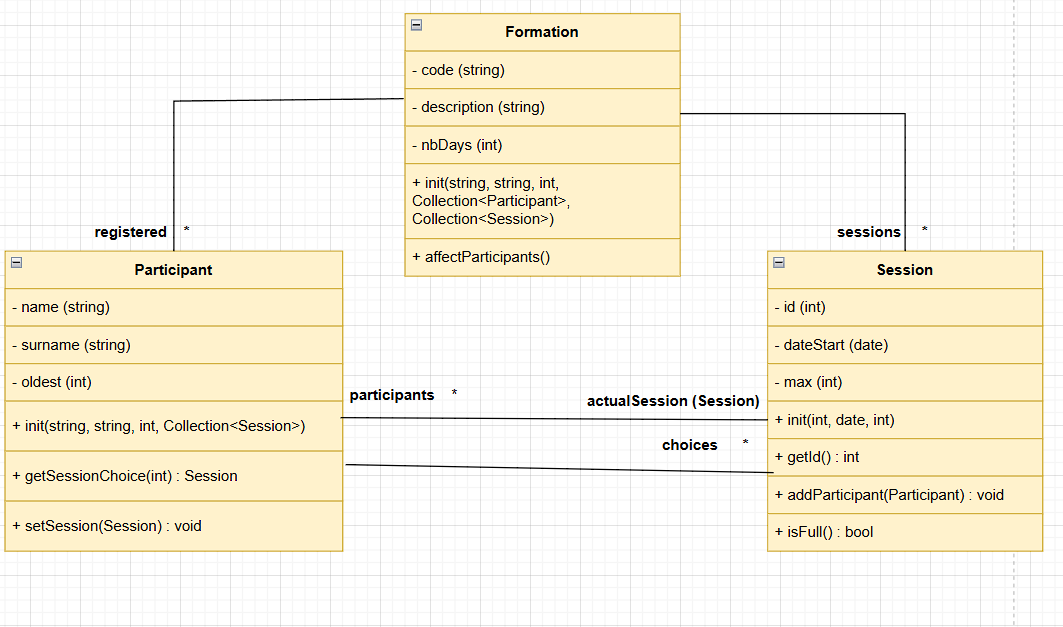 Formation
- code (string)
- description (string)
- nbDays (int)
+ init(string, string, int,
Collection<Participant>,
Collection<Session>)
+ affectParticipants()
registered *
sessions *
Participant
- name (string)
- surname (string)
- oldest (int)
+ init(string, string, int, Collection<Session>)
+ getSessionChoice(int) : Session
+ setSession(Session) : void
participants *
actualSession (Session)
choices *
Session
- id (int)
- dateStart (date)
- max (int)
+ init(int, date, int)
+ getId() : int
+ addParticipant(Participant) : void
+ isFull() : bool